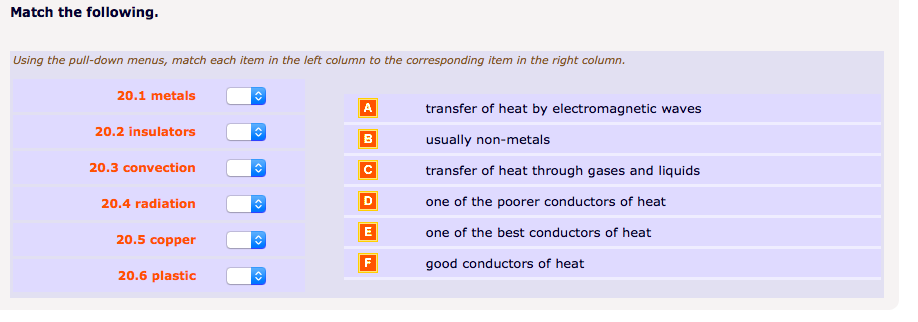 Match the following.
Using the pull-down menus, match each item in the left column to the corresponding item in the right column.
20.1 metals
20.2 insulators
20.3 convection
20.4 radiation
20.5 copper
20.6 plastic
A transfer of heat by electromagnetic waves
B usually non-metals
C transfer of heat through gases and liquids
D one of the poorer conductors of heat
E one of the best conductors of heat
F good conductors of heat